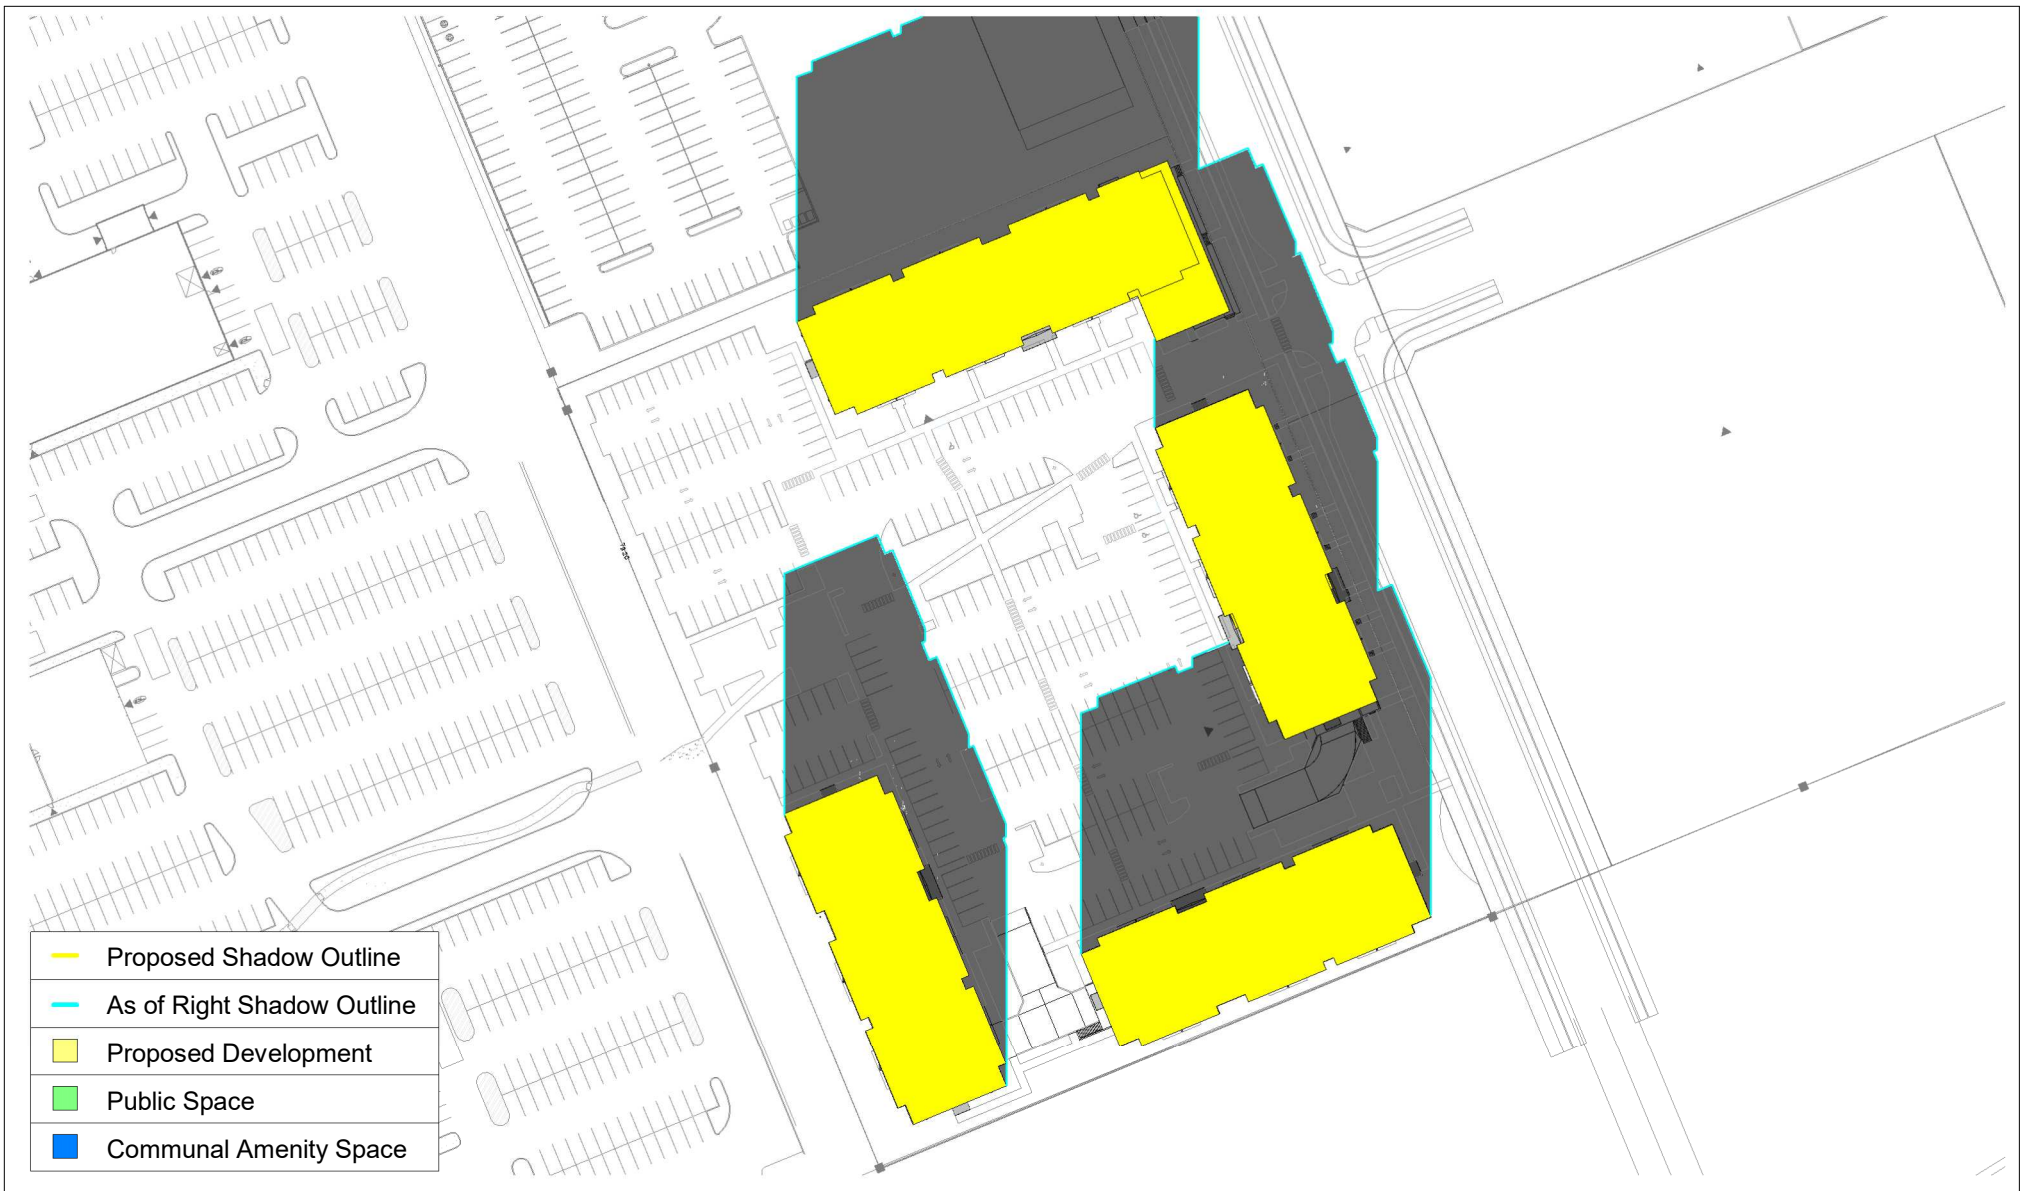 Proposed Shadow Outline
As of Right Shadow Outline
Proposed Development
Public Space
Communal Amenity Space